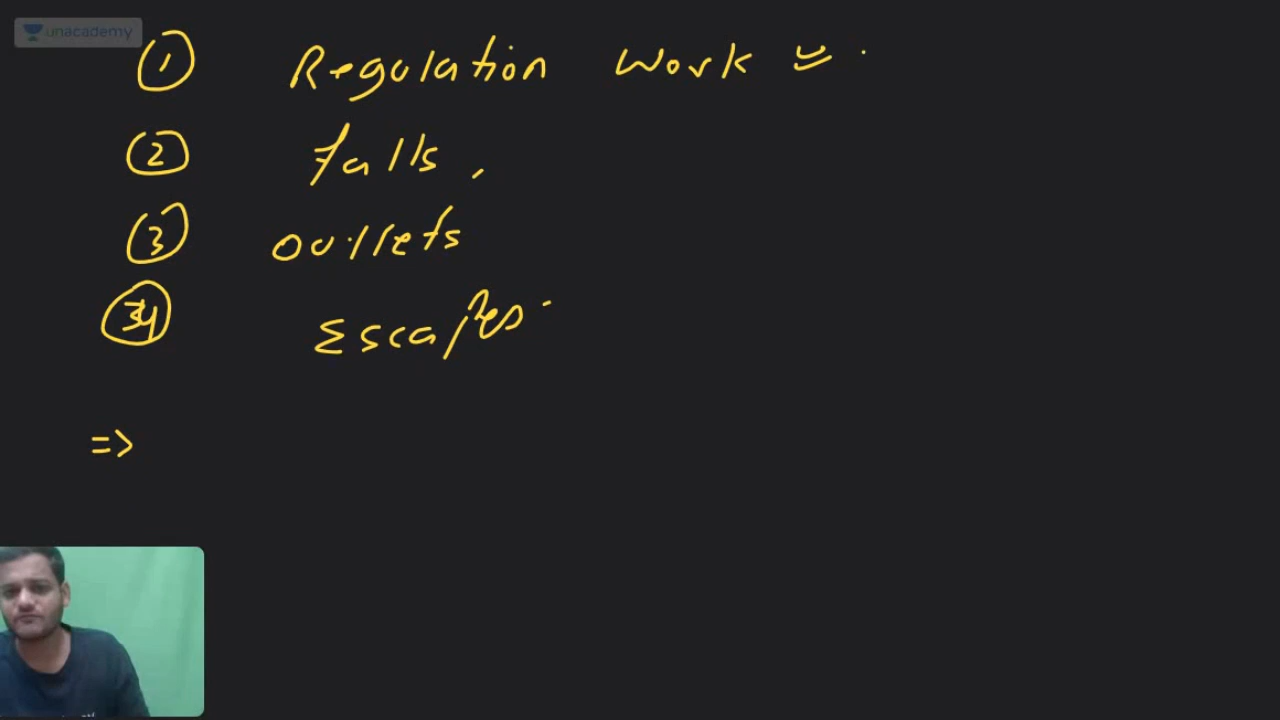 unacademy
① Regulation work
② falls,
③ outlets
④ Escapes.
=>